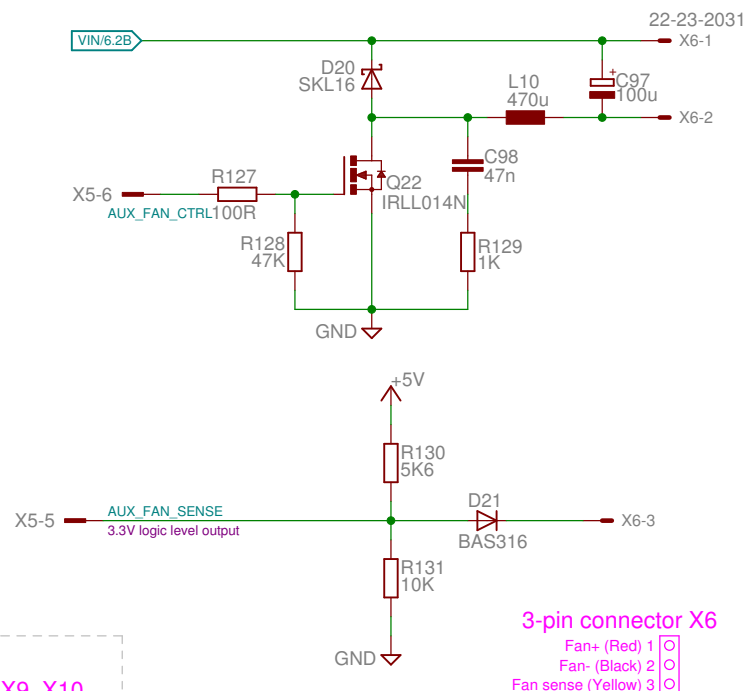 22-23-2031
VIN/6.2B
X6-1
D20
SKL16
L10
470u
+
C97
100u
X6-2
C98
47n
R127
Q22
IRLL014N
X5-6
AUX_FAN_CTRL
100R
R128
47K
R129
1K
GND
+5V
R130
5K6
X5-5
AUX_FAN_SENSE
3.3V logic level output
D21
BAS316
X6-3
R131
10K
GND
3-pin connector X6
Fan+ (Red) 1
Fan- (Black) 2
Fan sense (Yellow) 3
X9, X10